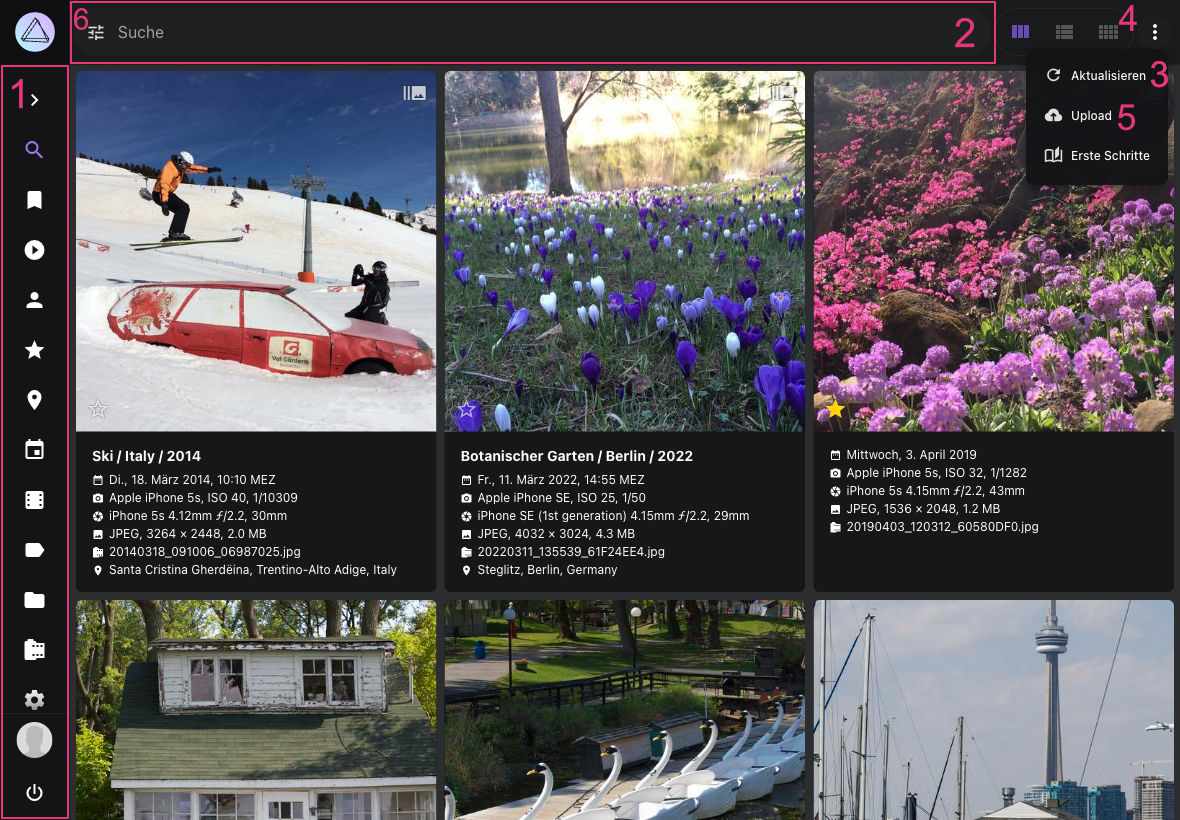 6
Suche
2
4
1
Aktualisieren 3
Upload 5
Erste Schritte
Val Gardena
Ski / Italy / 2014
Di., 18. März 2014, 10:10 MEZ
Apple iPhone 5s, ISO 40, 1/10309
iPhone 5s 4.12mm ƒ/2.2, 30mm
JPEG, 3264 × 2448, 2.0 MB
20140318_091006_06987025.jpg
Santa Cristina Gherdëina, Trentino-Alto Adige, Italy
Botanischer Garten / Berlin / 2022
Fr., 11. März 2022, 14:55 MEZ
Apple iPhone SE, ISO 25, 1/50
iPhone SE (1st generation) 4.15mm ƒ/2.2, 29mm
JPEG, 4032 × 3024, 4.3 MB
20220311_135539_61F24EE4.jpg
Steglitz, Berlin, Germany
Mittwoch, 3. April 2019
Apple iPhone 5s, ISO 32, 1/1282
iPhone 5s 4.15mm ƒ/2.2, 43mm
JPEG, 1536 × 2048, 1.2 MB
20190403_120312_60580DF0.jpg